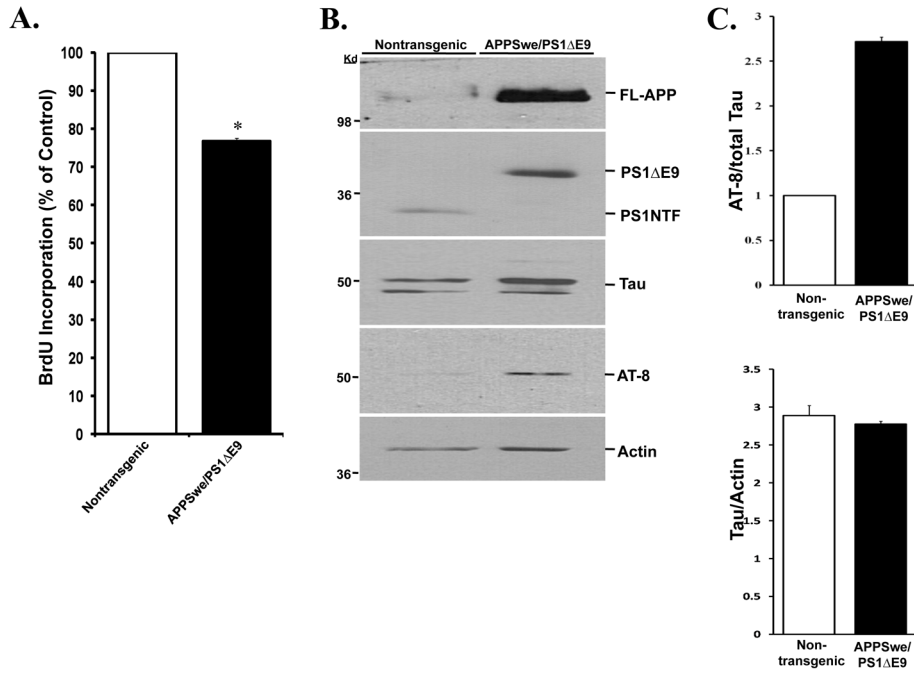 A.
BrdU Incorporation (% of Control)
100
90
80
70
60
50
40
30
20
10
0
*
Nontransgenic
APPSwe/PS1ΔE9
B.
Nontransgenic APPSwe/PS1ΔE9
Kd
98
FL-APP
36
PS1ΔE9
PS1NTF
50
Tau
50
AT-8
36
Actin
C.
AT-8/total Tau
3
2.5
2
1.5
1
0.5
0
Non-
transgenic
APPSwe/
PS1ΔE9
Tau/Actin
3.5
3
2.5
2
1.5
1
0.5
0
Non-
transgenic
APPSwe/
PS1ΔE9